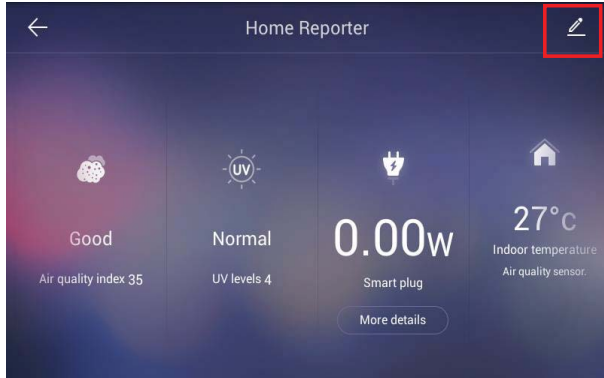 Home Reporter
UV
Good
Air quality index 35
Normal
UV levels 4
0.00w
Smart plug
More details
27°c
Indoor temperature
Air quality sensor.